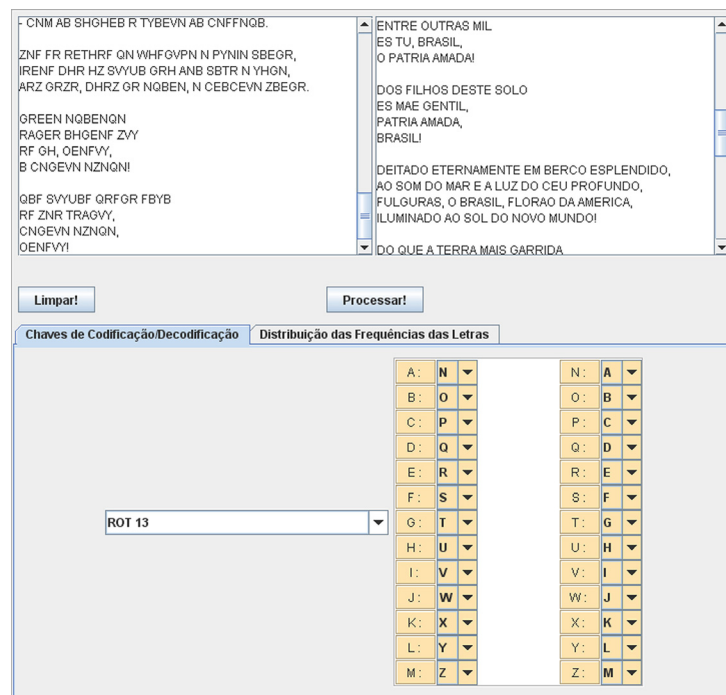 - CNM AB SHGHEB R TYBEVN AB CNFFNQB.
ZNF FR RETHRF QN WHFGVPN N PYNIN SBEGR,
IRENF DHR HZ SVYUB GRH ANB SBTR N YHGN,
ARZ GRZR, DHRZ GR NQBEN, N CEBCEVN ZBEGR.
GREEN NQBENQN
RAGER BHGENF ZVY
RF GH, OENFVY,
B CNGEVN NZNQN!
QBF SVYUBF QRFGR FBYB
RF ZNR TRAGVY,
CNGEVN NZNQN,
OENFVY!
ENTRE OUTRAS MIL
ES TU, BRASIL,
O PATRIA AMADA!
DOS FILHOS DESTE SOLO
ES MAE GENTIL,
PATRIA AMADA,
BRASIL!
DEITADO ETERNAMENTE EM BERCO ESPLENDIDO,
AO SOM DO MAR E A LUZ DO CEU PROFUNDO,
FULGURAS, O BRASIL, FLORAO DA AMERICA,
ILUMINADO AO SOL DO NOVO MUNDO!
DO QUE A TERRA MAIS GARRIDA
Limpar! Processar!
Chaves de Codificação/Decodificação Distribuição das Frequências das Letras
ROT 13
A: N N: A
B: O O: B
C: P P: C
D: Q Q: D
E: R R: E
F: S S: F
G: T T: G
H: U U: H
I: V V: I
J: W W: J
K: X X: K
L: Y Y: L
M: Z Z: M